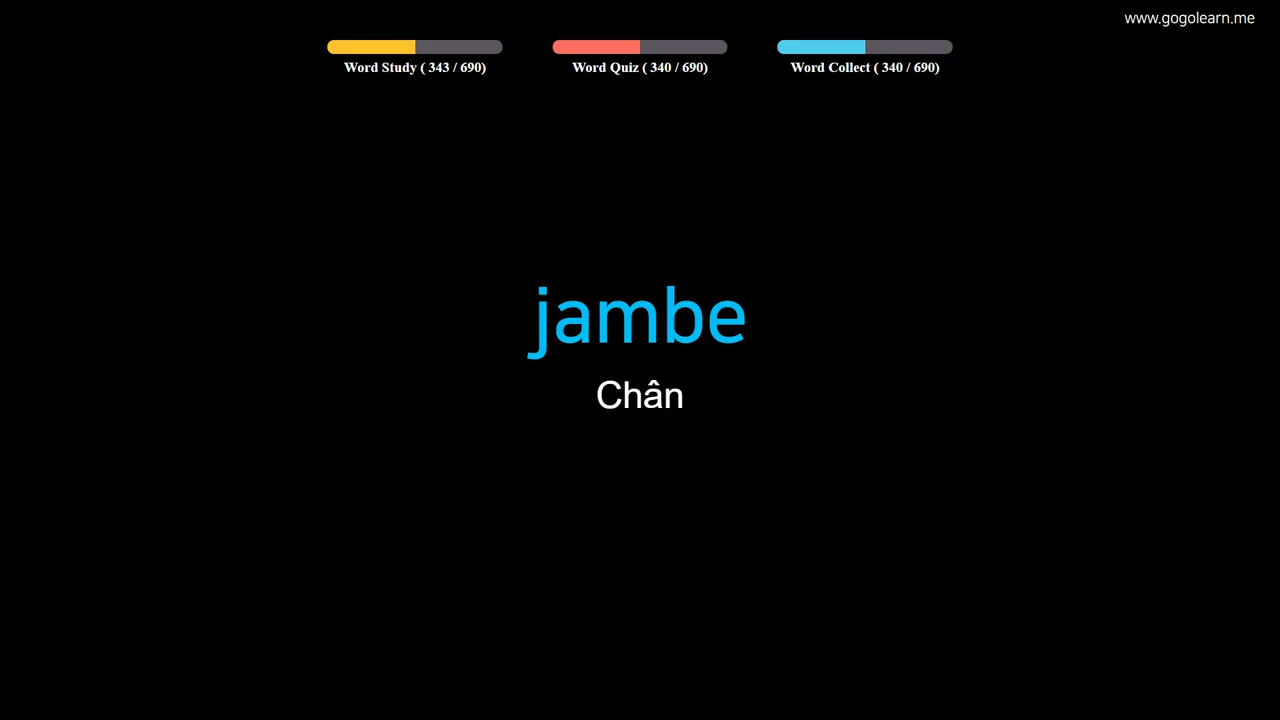 www.gogolearn.me
Word Study ( 343 / 690)
Word Quiz ( 340 / 690)
Word Collect ( 340 / 690)
jambe
Chân